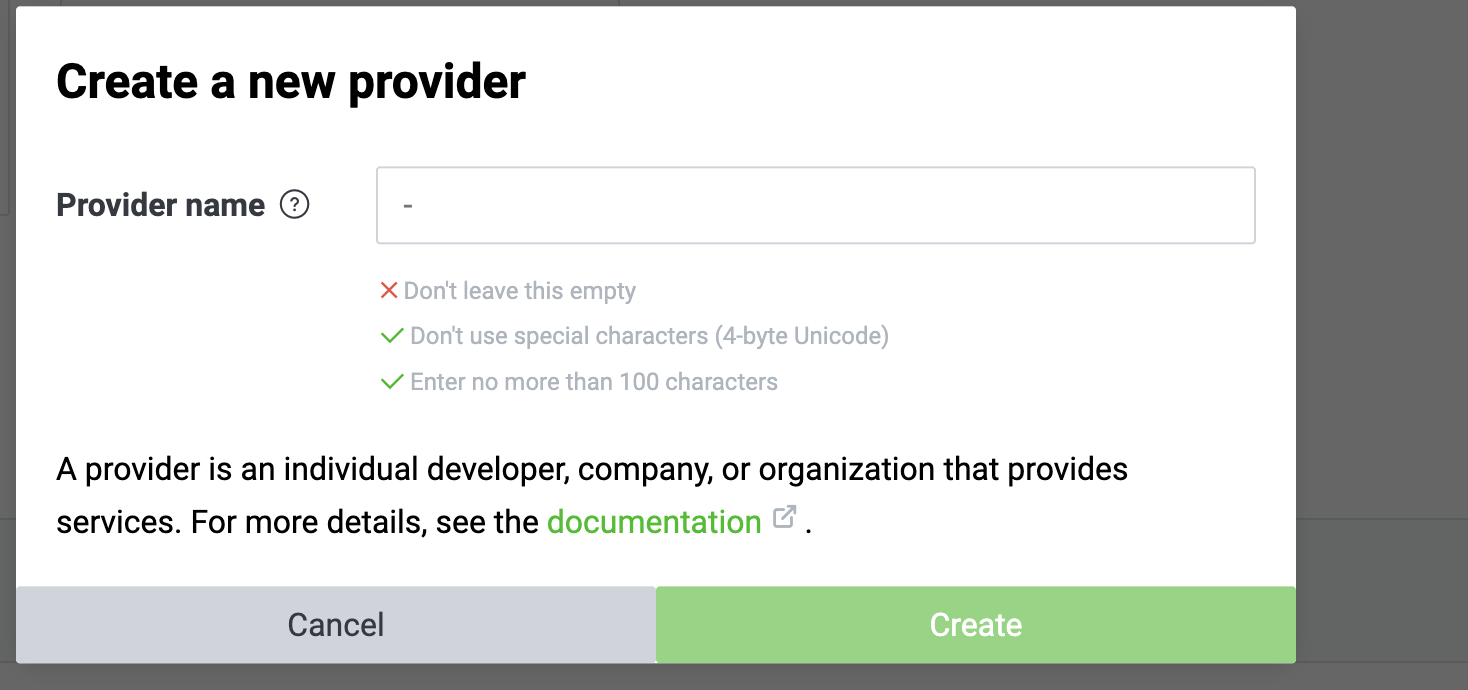 Create a new provider
Provider name ?
-
Don't leave this empty
Don't use special characters (4-byte Unicode)
Enter no more than 100 characters
A provider is an individual developer, company, or organization that provides
services. For more details, see the documentation .
Cancel
Create